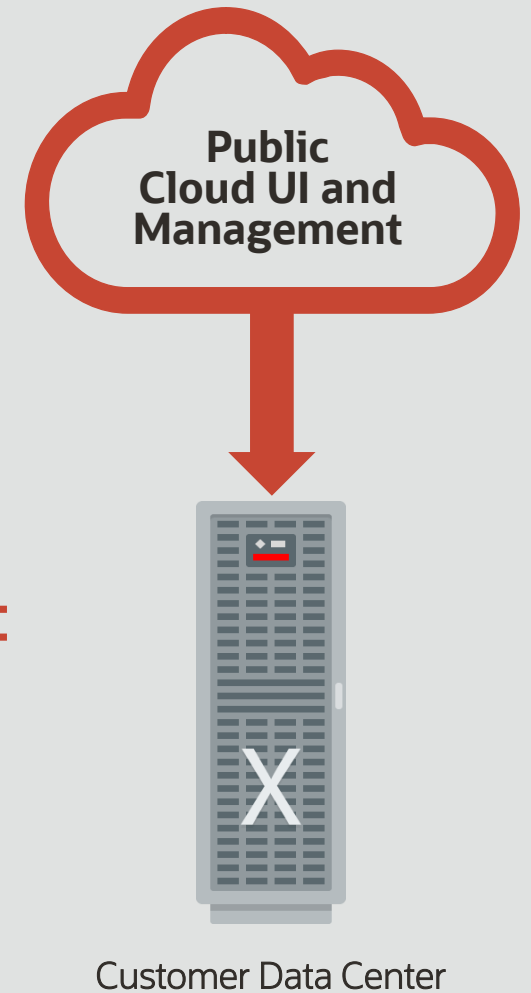 Public
Cloud UI and
Management
X
Customer Data Center